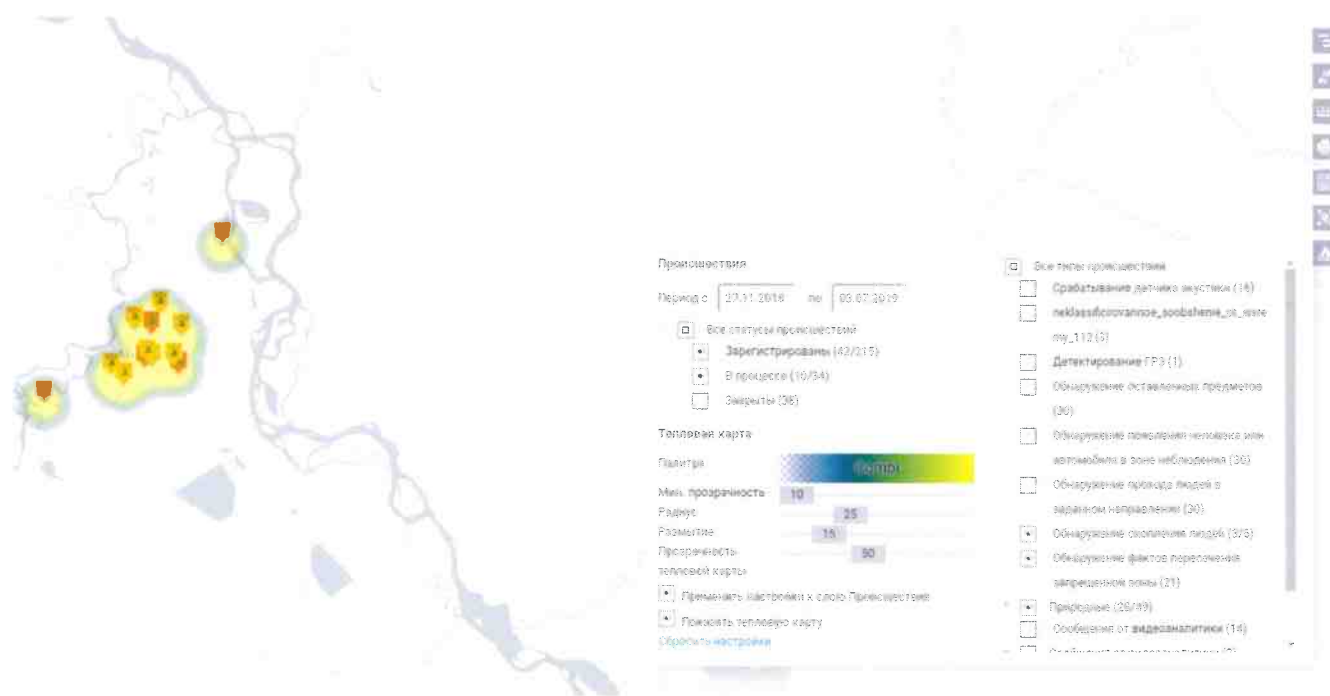 Происшествия
Период с 27.11.2018 по 03.07.2019
Все статусы происшествий
Зарегистрированы (42/215)
В процессе (10/34)
Закрыты (38)
Тепловая карта
Палитра
Мин. прозрачность 10
Радиус 25
Размытие 15
Прозрачность 50
тепловой карты
Применить настройки к слою Происшествие
Показать тепловую карту
Сбросить настройки
Все типы происшествий
Срабатывание датчика акустики (16)
my_112
Детектирование ГРЗ (1)
Обнаружение оставленных предметов
(30)
Обнаружение появления человека или
автомобиля в зоне наблюдения (30)
Обнаружение прохода людей в
заданном направлении (30)
Обнаружение скопления людей (3/5)
Обнаружение фактов пересечения
запрещенной зоны (21)
Природные (26/49)
Сообщения от видеоаналитики (14)